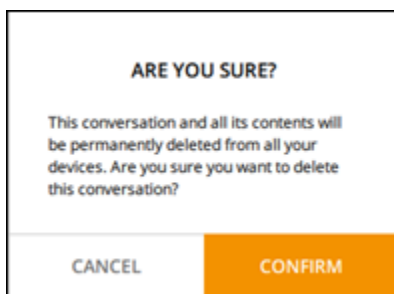 ARE YOU SURE?
This conversation and all its contents will
be permanently deleted from all your
devices. Are you sure you want to delete
this conversation?
CANCEL
CONFIRM